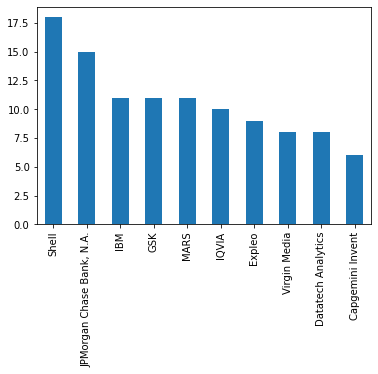 17.5
15.0
12.5
10.0
7.5
5.0
2.5
0.0
Shell
JPMorgan Chase Bank, N.A.
IBM
GSK
MARS
IQVIA
Expleo
Virgin Media
Datatech Analytics
Capgemini Invent